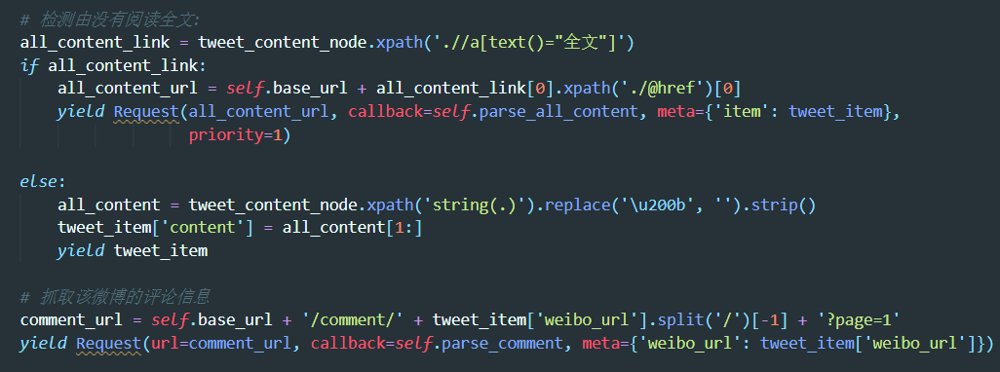 # 检测由没有阅读全文:
all_content_link = tweet_content_node.xpath('.//a[text()="全文"]')
if all_content_link:
    all_content_url = self.base_url + all_content_link[0].xpath('./@href')[0]
    yield Request(all_content_url, callback=self.parse_all_content, meta={'item': tweet_item},
                  priority=1)

else:
    all_content = tweet_content_node.xpath('string(.)').replace('\u200b', '').strip()
    tweet_item['content'] = all_content[1:]
    yield tweet_item

# 抓取该微博的评论信息
comment_url = self.base_url + '/comment/' + tweet_item['weibo_url'].split('/')[-1] + '?page=1'
yield Request(url=comment_url, callback=self.parse_comment, meta={'weibo_url': tweet_item['weibo_url']})